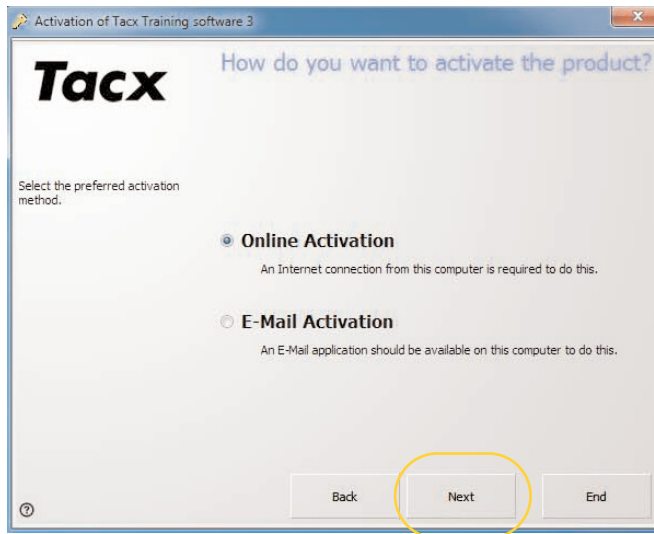 Activation of Tacx Training software 3
Tacx
How do you want to activate the product?
Select the preferred activation
method.
Online Activation
An Internet connection from this computer is required to do this.
E-Mail Activation
An E-Mail application should be available on this computer to do this.
Back
Next
End